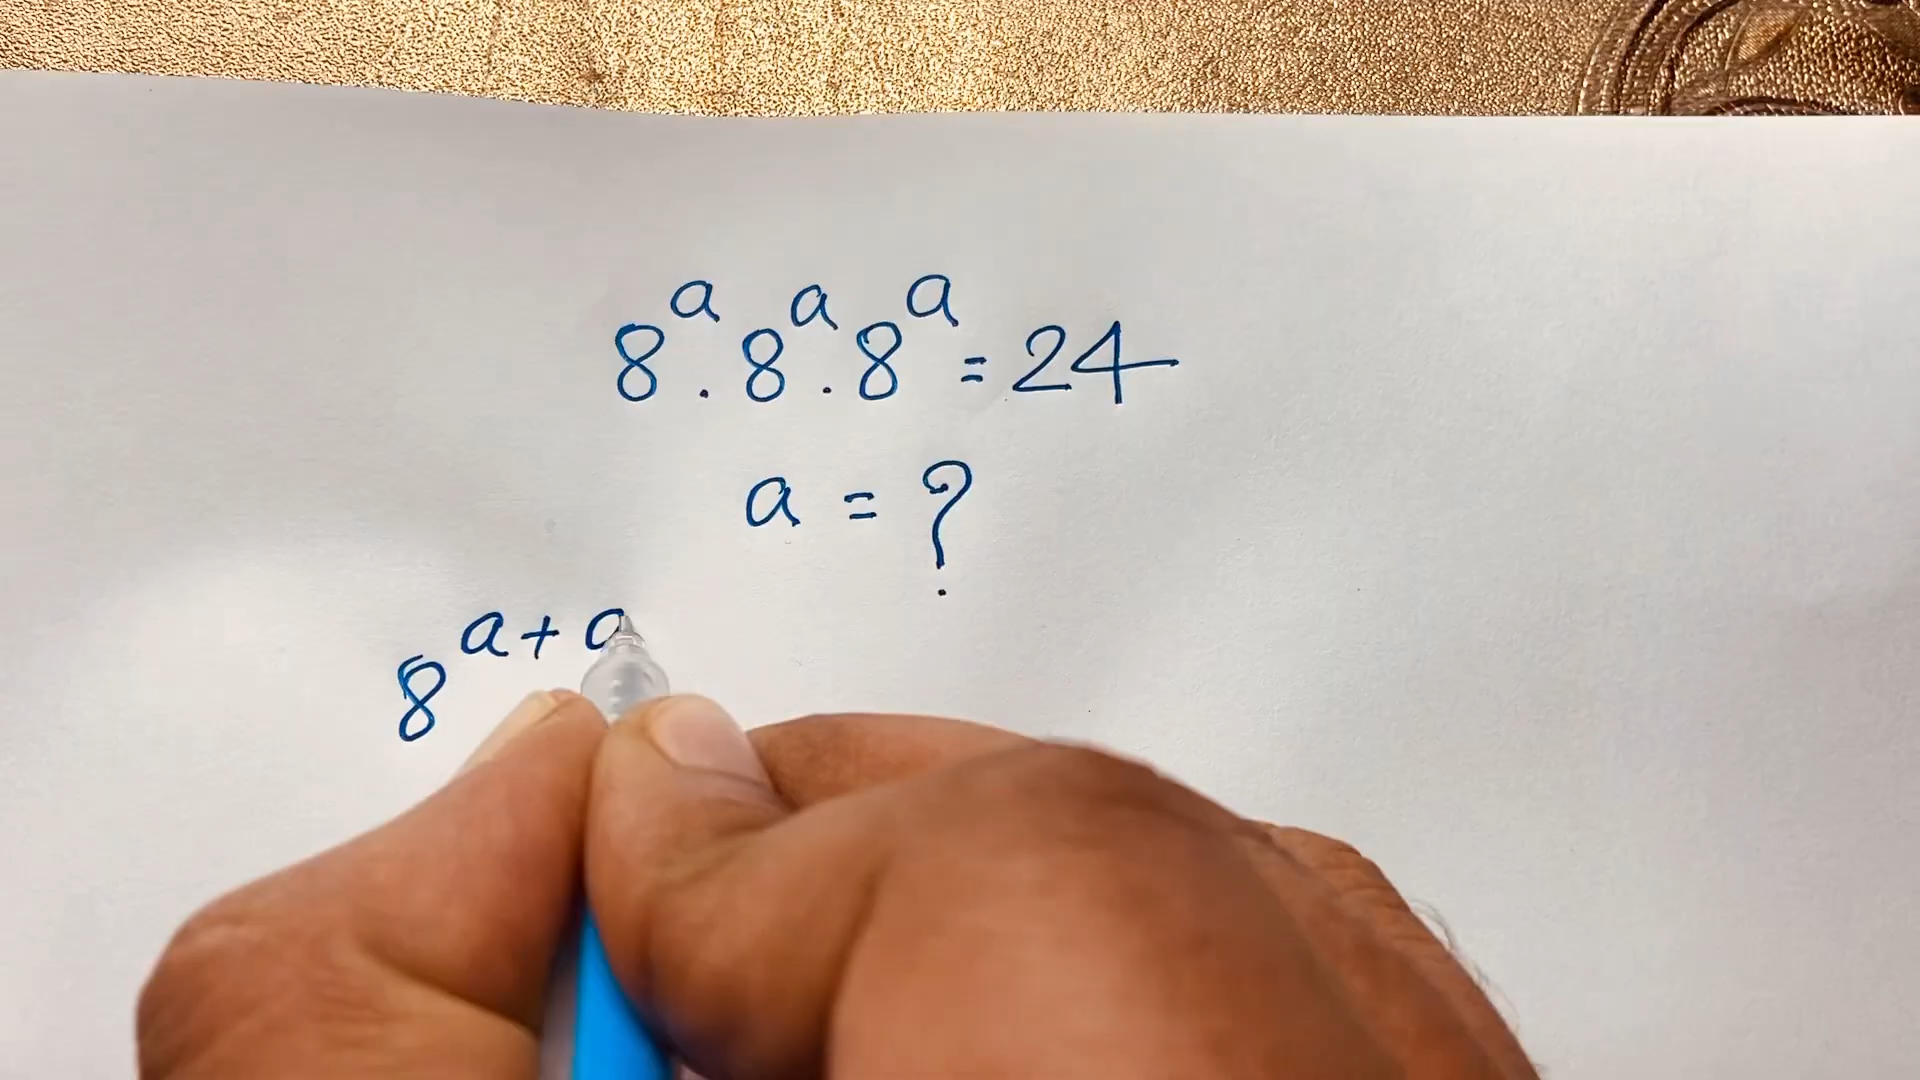 8^a . 8^a . 8^a = 24
a = ?
8^a + a